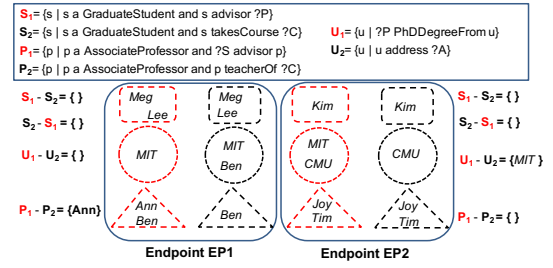 S1 = {s | s a GraduateStudent and s advisor ?P}
S2 = {s | s a GraduateStudent and s takesCourse ?C}
U1= {u | ?P PhDDegreeFrom u}
P1 = {p | p a AssociateProfessor and ?S advisor p}
U2= {u | u address ?A}
P2 = {p | p a AssociateProfessor and p teacherOf ?C}
S1 - S2 = { }
S2 - S1 = { }
U1 - U2 = { }
P1 - P2 = {Ann}
Meg
Lee
Meg
Lee
MIT
MIT
Ben
Ann
Ben
Ben
Kim
Kim
MIT
CMU
CMU
Joy
Tim
Joy
Tim
S1 - S2 = { }
S2 - S1 = { }
U1 - U2 = {MIT}
P1 - P2 = { }
Endpoint EP1
Endpoint EP2